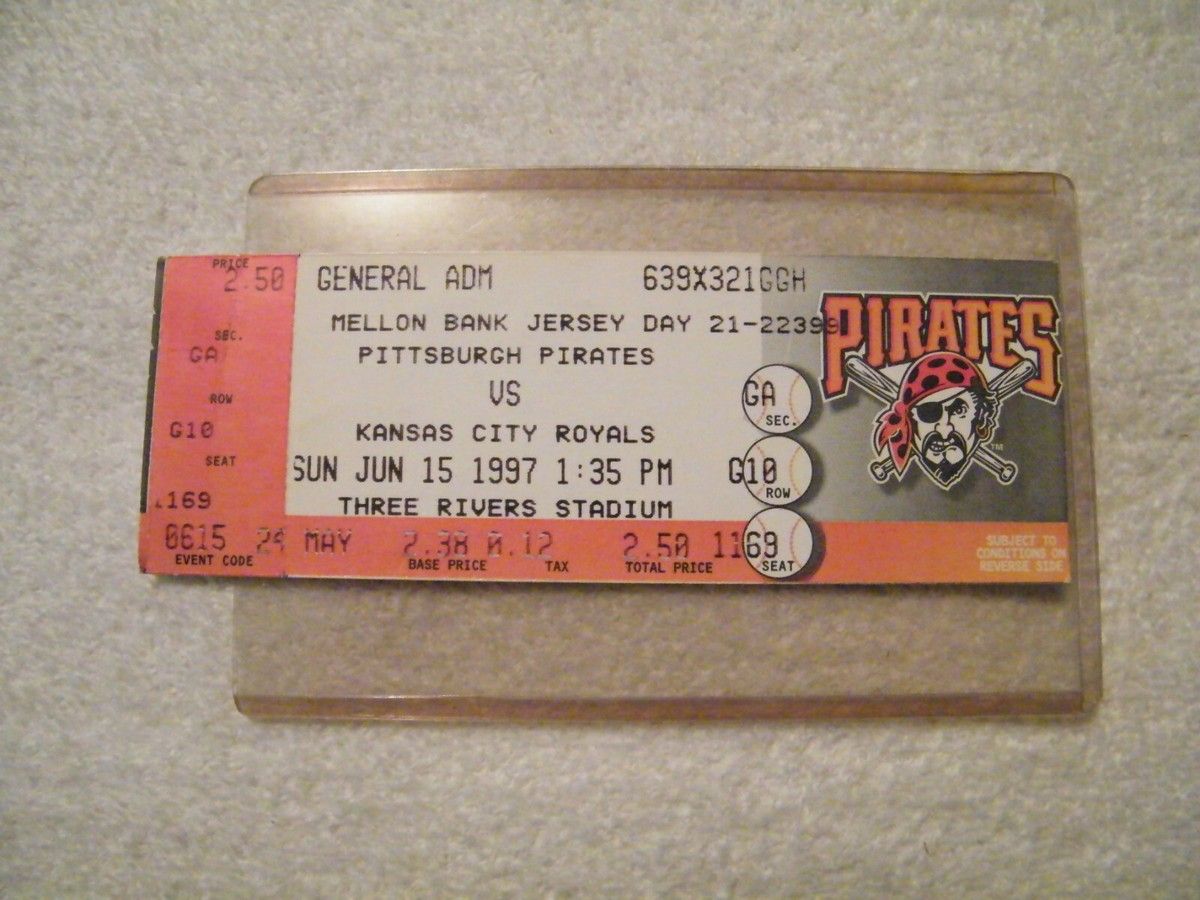 PRICE
2.50
SEC.
GA
ROW
G10
SEAT
1169
0615 24 MAY 2.38 0.12 2.50 1169
EVENT CODE BASE PRICE TAX TOTAL PRICE SEAT
GENERAL ADM 639X321GGH
MELLON BANK JERSEY DAY 21-22399
PITTSBURGH PIRATES
VS
KANSAS CITY ROYALS
SUN JUN 15 1997 1:35 PM
THREE RIVERS STADIUM
GA
SEC.
G10
ROW
PIRATES
TM
SUBJECT TO
CONDITIONS ON
REVERSE SIDE